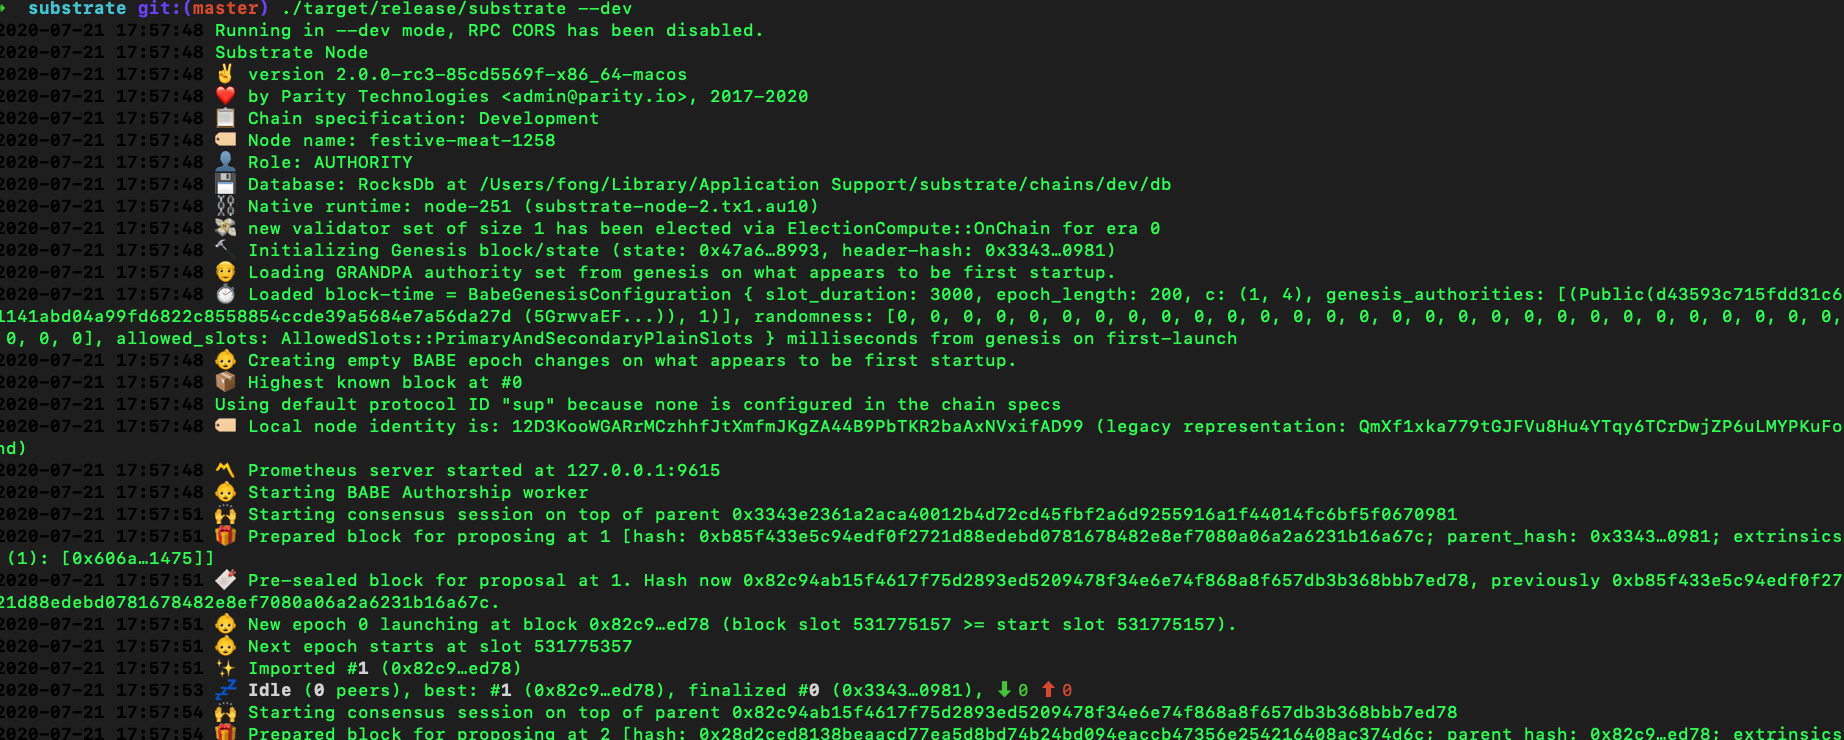 substrate git:(master) ./target/release/substrate --dev
2020-07-21 17:57:48 Running in --dev mode, RPC CORS has been disabled.
2020-07-21 17:57:48 Substrate Node
2020-07-21 17:57:48 ✌️ version 2.0.0-rc3-85cd5569f-x86_64-macos
2020-07-21 17:57:48 ❤️ by Parity Technologies <admin@parity.io>, 2017-2020
2020-07-21 17:57:48 📋 Chain specification: Development
2020-07-21 17:57:48 🏷 Node name: festive-meat-1258
2020-07-21 17:57:48 👤 Role: AUTHORITY
2020-07-21 17:57:48 💾 Database: RocksDb at /Users/fong/Library/Application Support/substrate/chains/dev/db
2020-07-21 17:57:48 ⛓ Native runtime: node-251 (substrate-node-2.tx1.au10)
2020-07-21 17:57:48 💸 new validator set of size 1 has been elected via ElectionCompute::OnChain for era 0
2020-07-21 17:57:48 🔨 Initializing Genesis block/state (state: 0x47a6…8993, header-hash: 0x3343…0981)
2020-07-21 17:57:48 👴 Loading GRANDPA authority set from genesis on what appears to be first startup.
2020-07-21 17:57:48 ⏱ Loaded block-time = BabeGenesisConfiguration { slot_duration: 3000, epoch_length: 200, c: (1, 4), genesis_authorities: [(Public(d43593c715fdd31c6
1141abd04a99fd6822c8558854ccde39a5684e7a56da27d (5GrwvaEF...)), 1)], randomness: [0, 0, 0, 0, 0, 0, 0, 0, 0, 0, 0, 0, 0, 0, 0, 0, 0, 0, 0, 0, 0, 0, 0, 0, 0, 0, 0, 0, 0,
0, 0, 0], allowed_slots: AllowedSlots::PrimaryAndSecondaryPlainSlots } milliseconds from genesis on first-launch
2020-07-21 17:57:48 👶 Creating empty BABE epoch changes on what appears to be first startup.
2020-07-21 17:57:48 📦 Highest known block at #0
2020-07-21 17:57:48 Using default protocol ID "sup" because none is configured in the chain specs
2020-07-21 17:57:48 🏷 Local node identity is: 12D3KooWGARrMCzhhfJtXmfmJKgZA44B9PbTKR2baAxNVxifAD99 (legacy representation: QmXf1xka779tGJFVu8Hu4YTqy6TCrDwjZP6uLMYPKuFo
nd)
2020-07-21 17:57:48 〽️ Prometheus server started at 127.0.0.1:9615
2020-07-21 17:57:48 👶 Starting BABE Authorship worker
2020-07-21 17:57:51 🙌 Starting consensus session on top of parent 0x3343e2361a2aca40012b4d72cd45fbf2a6d9255916a1f44014fc6bf5f0670981
2020-07-21 17:57:51 🎁 Prepared block for proposing at 1 [hash: 0xb85f433e5c94edf0f2721d88edebd0781678482e8ef7080a06a2a6231b16a67c; parent_hash: 0x3343…0981; extrinsics
(1): [0x606a…1475]]
2020-07-21 17:57:51 🔖 Pre-sealed block for proposal at 1. Hash now 0x82c94ab15f4617f75d2893ed5209478f34e6e74f868a8f657db3b368bbb7ed78, previously 0xb85f433e5c94edf0f27
21d88edebd0781678482e8ef7080a06a2a6231b16a67c.
2020-07-21 17:57:51 👶 New epoch 0 launching at block 0x82c9…ed78 (block slot 531775157 >= start slot 531775157).
2020-07-21 17:57:51 👶 Next epoch starts at slot 531775357
2020-07-21 17:57:51 ✨ Imported #1 (0x82c9…ed78)
2020-07-21 17:57:53 💤 Idle (0 peers), best: #1 (0x82c9…ed78), finalized #0 (0x3343…0981), ⬇ 0 ⬆ 0
2020-07-21 17:57:54 🙌 Starting consensus session on top of parent 0x82c94ab15f4617f75d2893ed5209478f34e6e74f868a8f657db3b368bbb7ed78
2020-07-21 17:57:54 🎁 Prepared block for proposing at 2 [hash: 0x28d2ced8138beaacd77ea5d8bd74b24bd094eaccb47356e254216408ac374d6c; parent_hash: 0x82c9…ed78; extrinsics